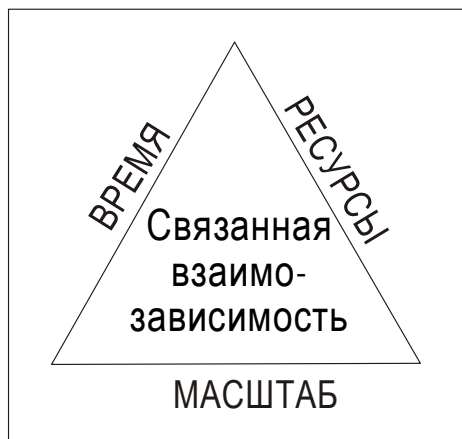 ВРЕМЯ
РЕСУРСЫ
Связанная
взаимо-
зависимость
МАСШТАБ